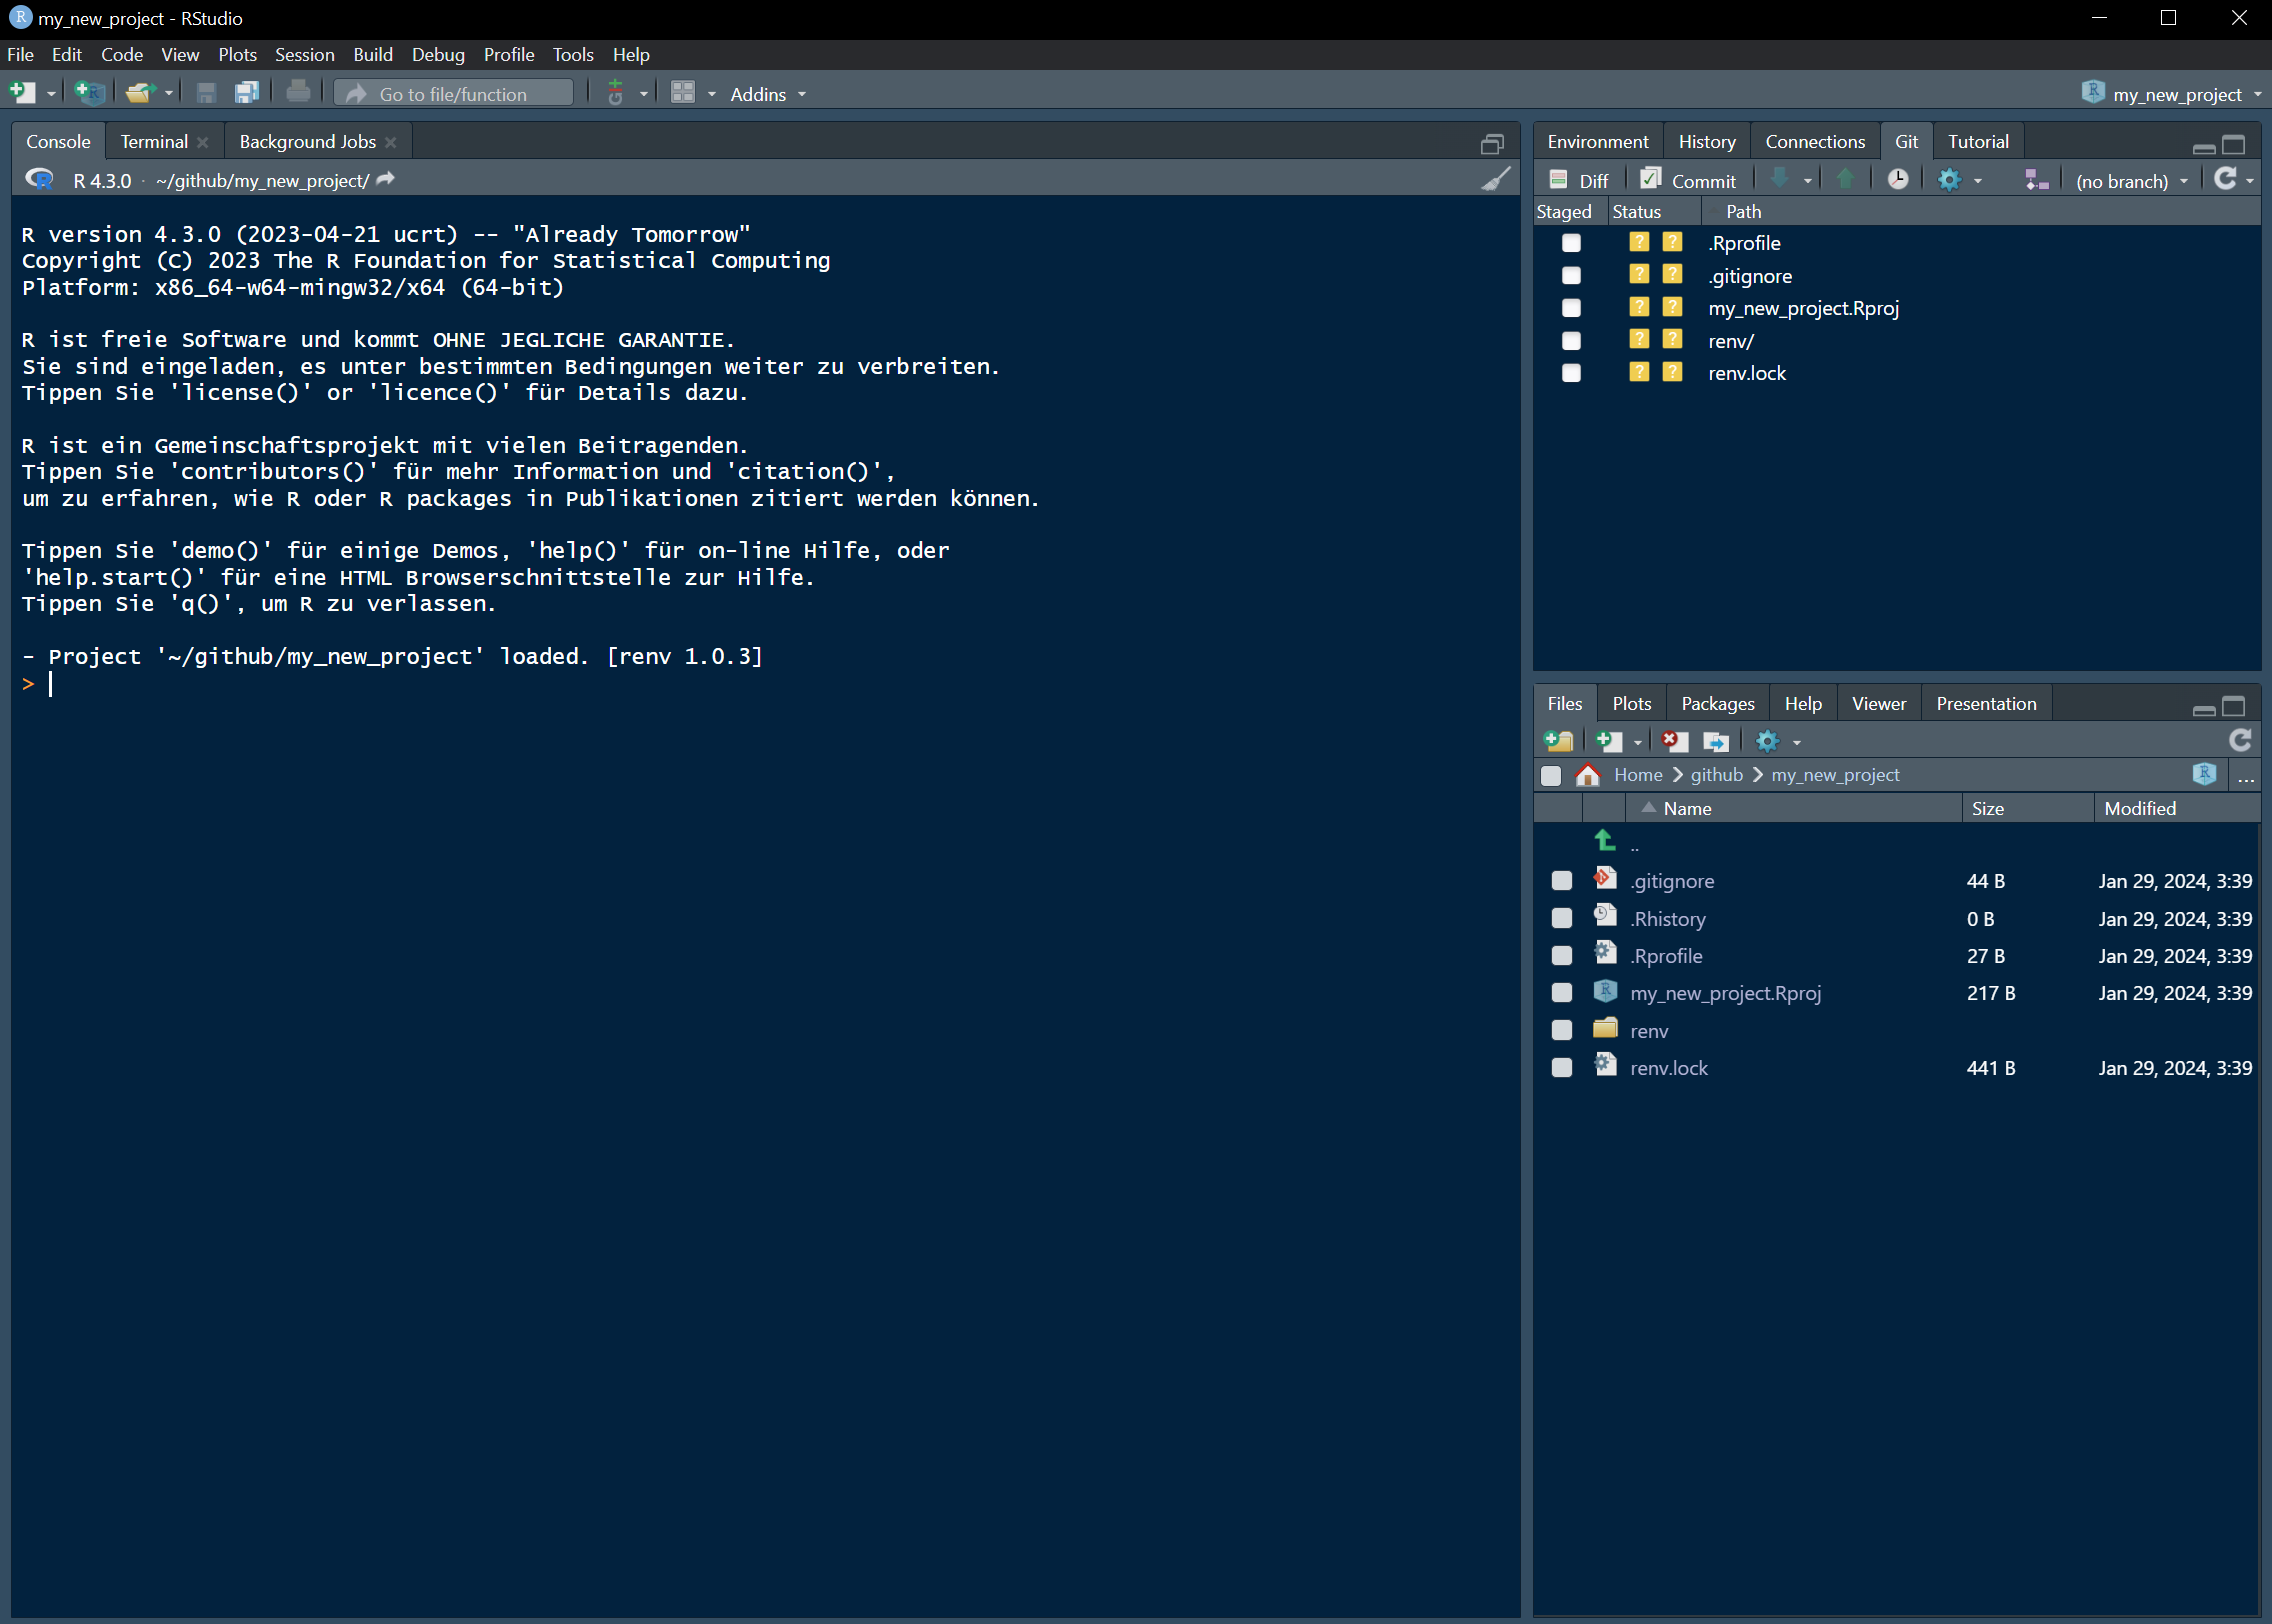 my_new_project - RStudio
File Edit Code View Plots Session Build Debug Profile Tools Help
Go to file/function Addins my_new_project
Console Terminal Background Jobs
R 4.3.0 · ~/github/my_new_project/
R version 4.3.0 (2023-04-21 ucrt) -- "Already Tomorrow"
Copyright (C) 2023 The R Foundation for Statistical Computing
Platform: x86_64-w64-mingw32/x64 (64-bit)
R ist freie Software und kommt OHNE JEGLICHE GARANTIE.
Sie sind eingeladen, es unter bestimmten Bedingungen weiter zu verbreiten.
Tippen Sie 'license()' or 'licence()' für Details dazu.
R ist ein Gemeinschaftsprojekt mit vielen Beitragenden.
Tippen Sie 'contributors()' für mehr Information und 'citation()',
um zu erfahren, wie R oder R packages in Publikationen zitiert werden können.
Tippen Sie 'demo()' für einige Demos, 'help()' für on-line Hilfe, oder
'help.start()' für eine HTML Browserschnittstelle zur Hilfe.
Tippen Sie 'q()', um R zu verlassen.
- Project '~/github/my_new_project' loaded. [renv 1.0.3]
>
Environment History Connections Git Tutorial
Diff Commit (no branch)
Staged Status Path
? ? .Rprofile
? ? .gitignore
? ? my_new_project.Rproj
? ? renv/
? ? renv.lock
Files Plots Packages Help Viewer Presentation
Home github my_new_project ...
Name Size Modified
..
.gitignore 44 B Jan 29, 2024, 3:39
.Rhistory 0 B Jan 29, 2024, 3:39
.Rprofile 27 B Jan 29, 2024, 3:39
my_new_project.Rproj 217 B Jan 29, 2024, 3:39
renv
renv.lock 441 B Jan 29, 2024, 3:39